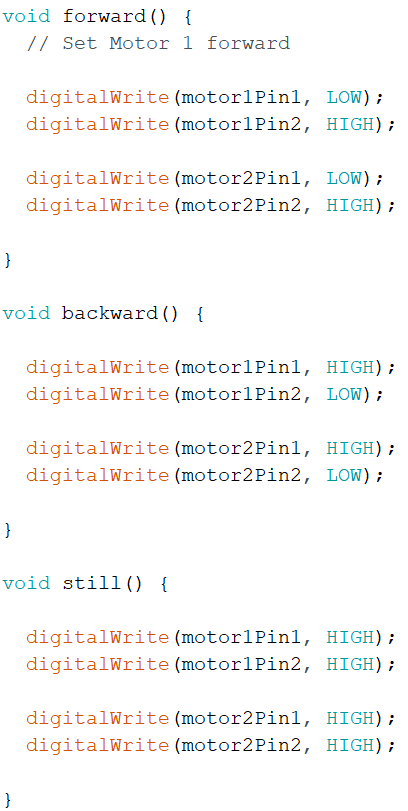 void forward() {
  // Set Motor 1 forward
  digitalWrite(motor1Pin1, LOW);
  digitalWrite(motor1Pin2, HIGH);
  digitalWrite(motor2Pin1, LOW);
  digitalWrite(motor2Pin2, HIGH);
}
void backward() {
  digitalWrite(motor1Pin1, HIGH);
  digitalWrite(motor1Pin2, LOW);
  digitalWrite(motor2Pin1, HIGH);
  digitalWrite(motor2Pin2, LOW);
}
void still() {
  digitalWrite(motor1Pin1, HIGH);
  digitalWrite(motor1Pin2, HIGH);
  digitalWrite(motor2Pin1, HIGH);
  digitalWrite(motor2Pin2, HIGH);
}